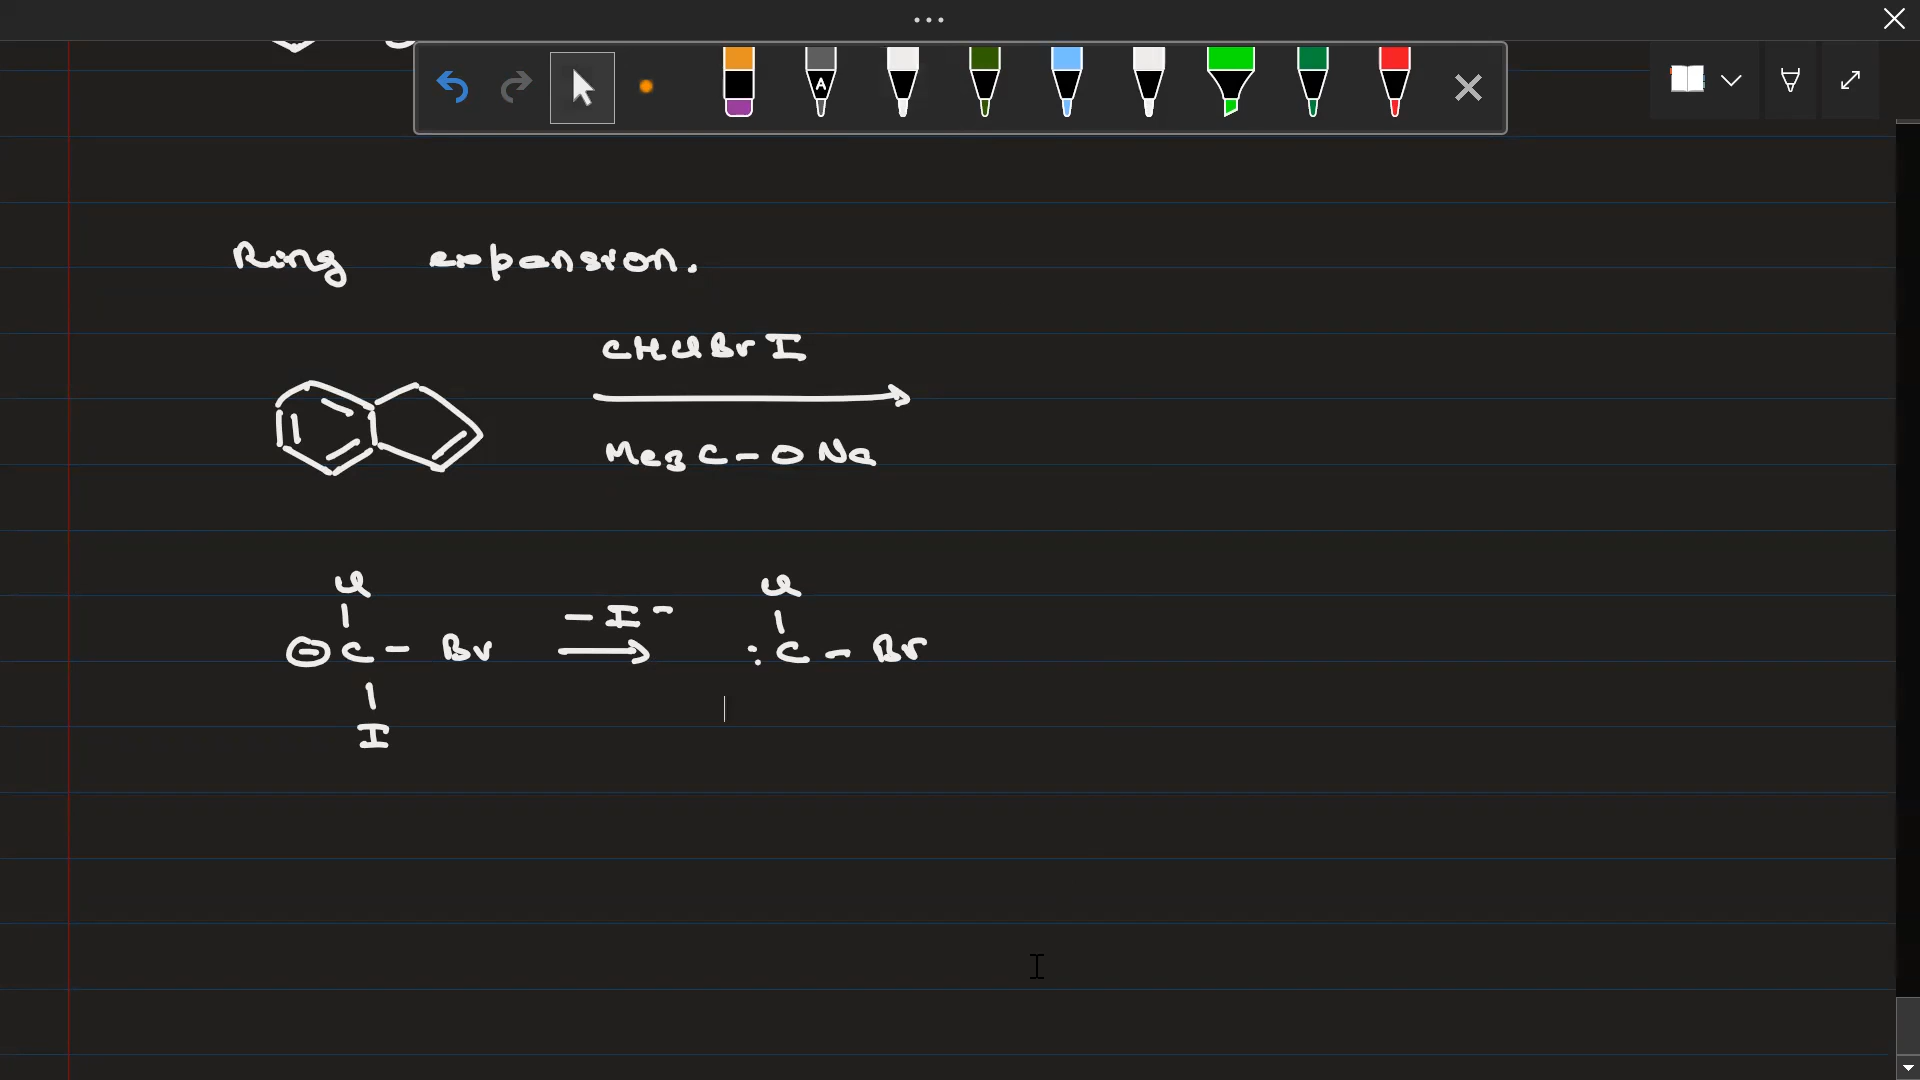 Ring expansion.
CHClBrI
Me3C-ONa
Cl Cl
- I-
⊖C - Br :C - Br
I